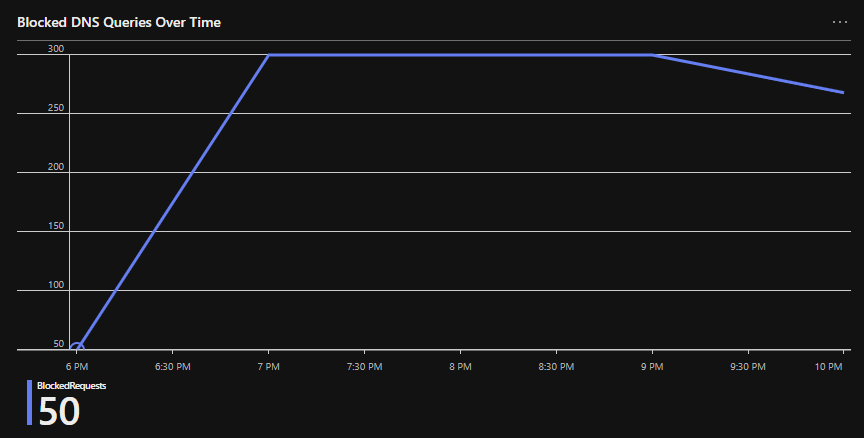 Blocked DNS Queries Over Time
...
300
250
200
150
100
50
6 PM 6:30 PM 7 PM 7:30 PM 8 PM 8:30 PM 9 PM 9:30 PM 10 PM
BlockedRequests
50